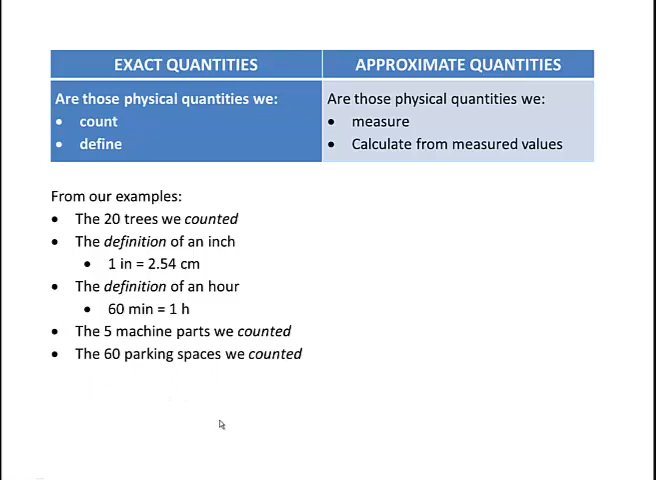 EXACT QUANTITIES
APPROXIMATE QUANTITIES
Are those physical quantities we:
• count
• define
Are those physical quantities we:
• measure
• Calculate from measured values
From our examples:
• The 20 trees we counted
• The definition of an inch
• 1 in = 2.54 cm
• The definition of an hour
• 60 min = 1 h
• The 5 machine parts we counted
• The 60 parking spaces we counted